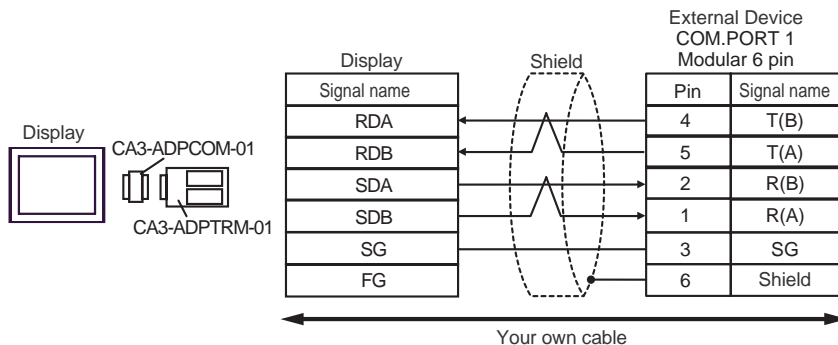 External Device
COM.PORT 1
Modular 6 pin
Display
Shield
Signal name
Pin
Signal name
RDA
4
T(B)
RDB
5
T(A)
SDA
2
R(B)
SDB
1
R(A)
SG
3
SG
FG
6
Shield
Display
CA3-ADPCOM-01
CA3-ADPTRM-01
Your own cable